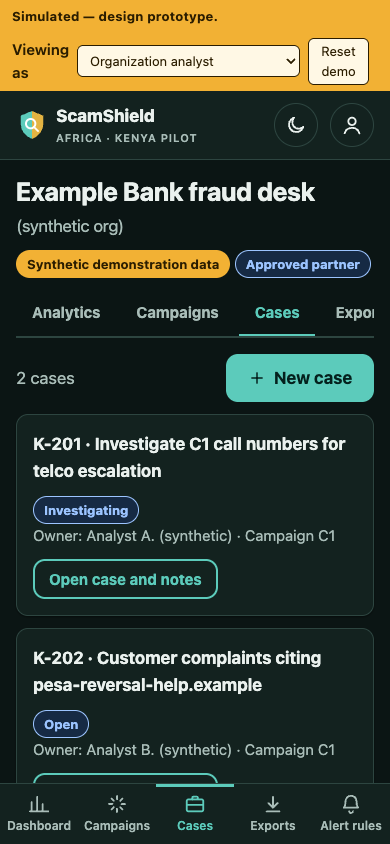 Simulated — design prototype.
Viewing as
Organization analyst
Reset demo
ScamShield
AFRICA · KENYA PILOT
Example Bank fraud desk
(synthetic org)
Synthetic demonstration data
Approved partner
Analytics
Campaigns
Cases
Expor
2 cases
+ New case
K-201 · Investigate C1 call numbers for
telco escalation
Investigating
Owner: Analyst A. (synthetic) · Campaign C1
Open case and notes
K-202 · Customer complaints citing
pesa-reversal-help.example
Open
Owner: Analyst B. (synthetic) · Campaign C1
Dashboard
Campaigns
Cases
Exports
Alert rules